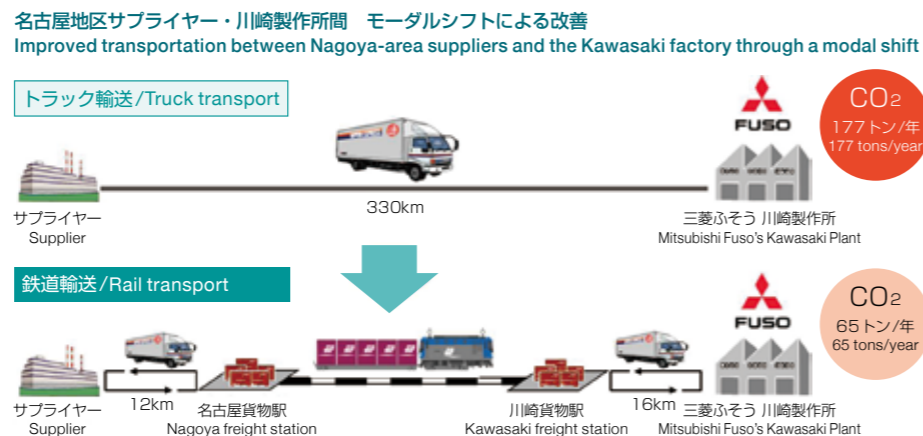 名古屋地区サプライヤー・川崎製作所間　モーダルシフトによる改善
Improved transportation between Nagoya-area suppliers and the Kawasaki factory through a modal shift
トラック輸送/Truck transport
FUSO
CO2
177トン/年
177 tons/year
330km
サプライヤー
Supplier
三菱ふそう 川崎製作所
Mitsubishi Fuso's Kawasaki Plant
鉄道輸送/Rail transport
FUSO
CO2
65トン/年
65 tons/year
12km
16km
サプライヤー
Supplier
名古屋貨物駅
Nagoya freight station
川崎貨物駅
Kawasaki freight station
三菱ふそう 川崎製作所
Mitsubishi Fuso's Kawasaki Plant